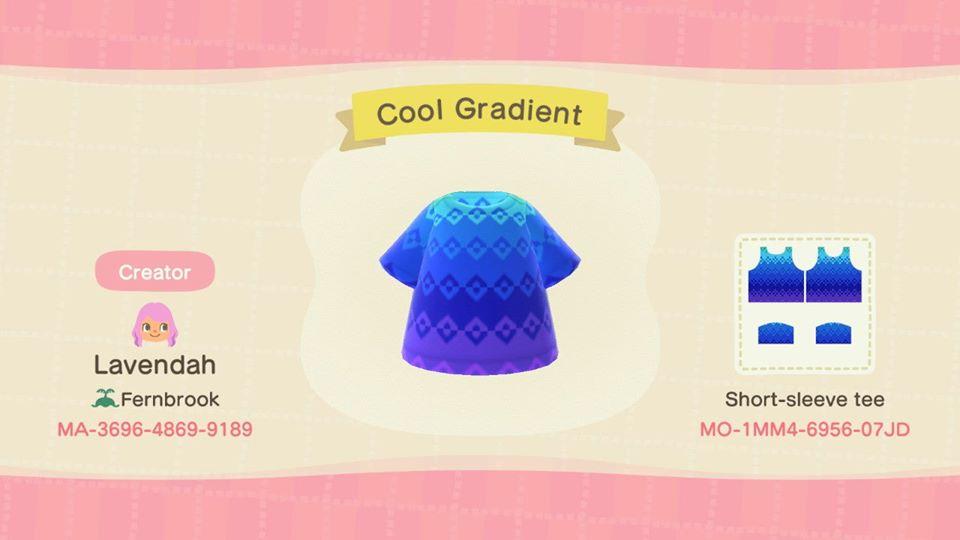 Cool Gradient
Creator
Lavendah
Fernbrook
MA-3696-4869-9189
Short-sleeve tee
MO-1MM4-6956-07JD